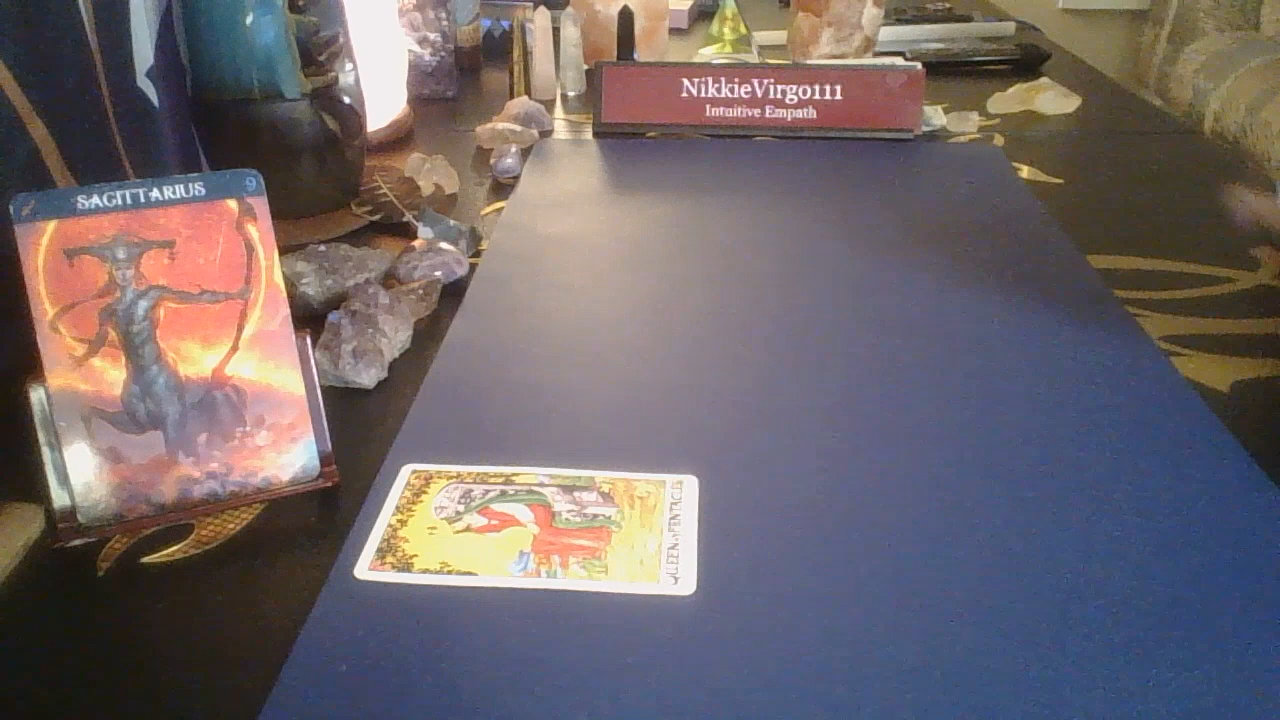 NikkieVirgo111
Intuitive Empath
SAGITTARIUS 9
QUEEN of PENTACLES